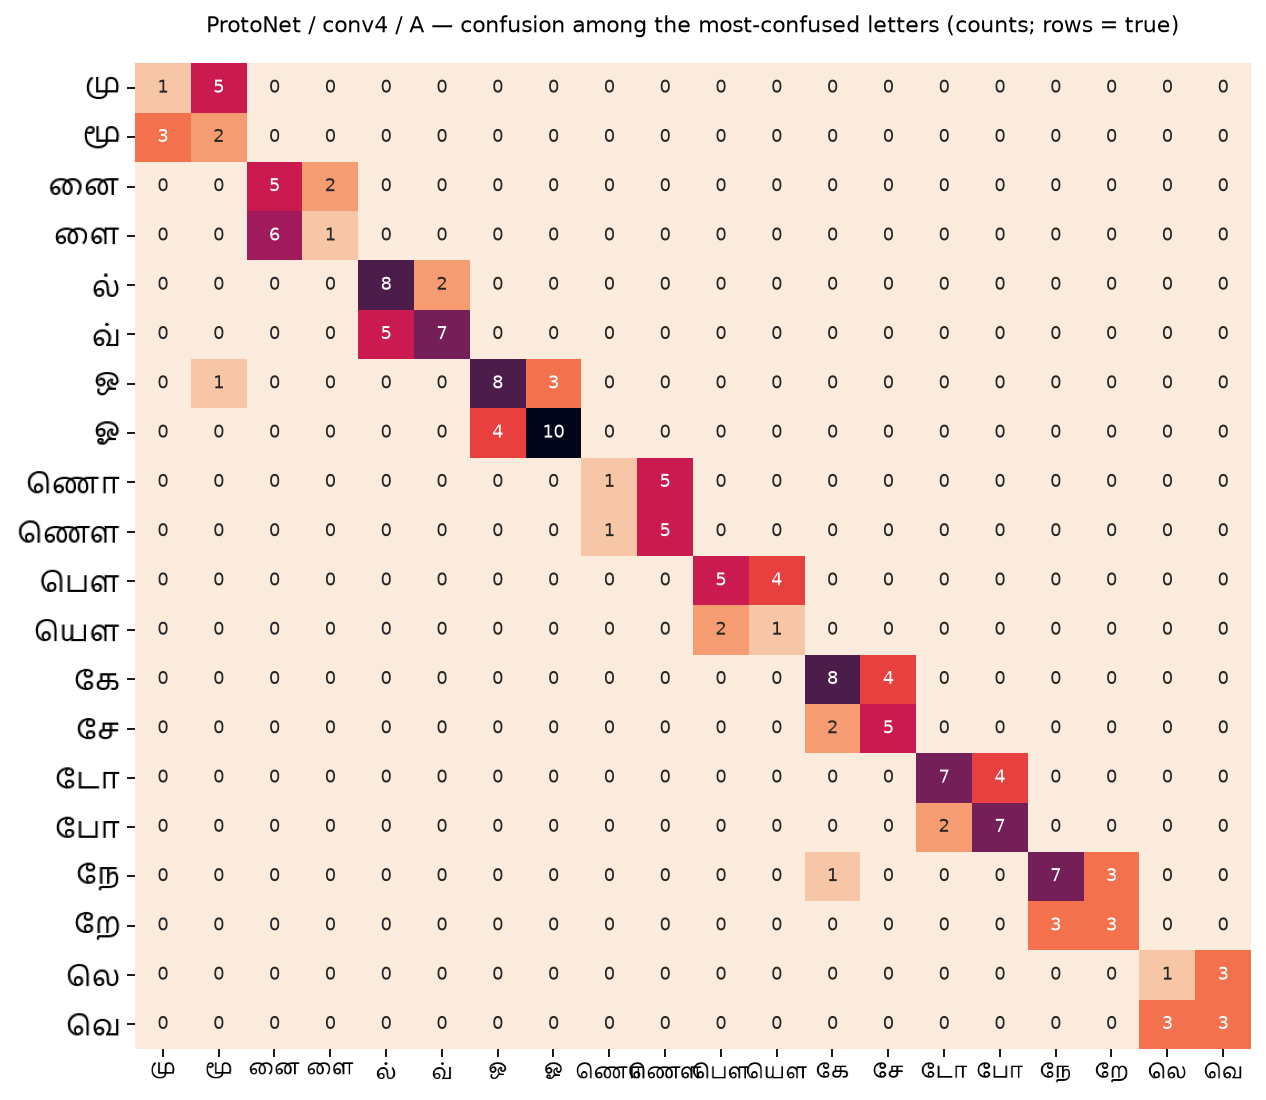 ProtoNet / conv4 / A — confusion among the most-confused letters (counts; rows = true)
மு 1 5 0 0 0 0 0 0 0 0 0 0 0 0 0 0 0 0 0 0
மூ 3 2 0 0 0 0 0 0 0 0 0 0 0 0 0 0 0 0 0 0
னை 0 0 5 2 0 0 0 0 0 0 0 0 0 0 0 0 0 0 0 0
ளை 0 0 6 1 0 0 0 0 0 0 0 0 0 0 0 0 0 0 0 0
ல் 0 0 0 0 8 2 0 0 0 0 0 0 0 0 0 0 0 0 0 0
வ் 0 0 0 0 5 7 0 0 0 0 0 0 0 0 0 0 0 0 0 0
ஒ 0 1 0 0 0 0 8 3 0 0 0 0 0 0 0 0 0 0 0 0
ஓ 0 0 0 0 0 0 4 10 0 0 0 0 0 0 0 0 0 0 0 0
ணொ 0 0 0 0 0 0 0 0 1 5 0 0 0 0 0 0 0 0 0 0
ணௌ 0 0 0 0 0 0 0 0 1 5 0 0 0 0 0 0 0 0 0 0
பௌ 0 0 0 0 0 0 0 0 0 0 5 4 0 0 0 0 0 0 0 0
யௌ 0 0 0 0 0 0 0 0 0 0 2 1 0 0 0 0 0 0 0 0
கே 0 0 0 0 0 0 0 0 0 0 0 0 8 4 0 0 0 0 0 0
சே 0 0 0 0 0 0 0 0 0 0 0 0 2 5 0 0 0 0 0 0
டோ 0 0 0 0 0 0 0 0 0 0 0 0 0 0 7 4 0 0 0 0
போ 0 0 0 0 0 0 0 0 0 0 0 0 0 0 2 7 0 0 0 0
நே 0 0 0 0 0 0 0 0 0 0 0 0 1 0 0 0 7 3 0 0
றே 0 0 0 0 0 0 0 0 0 0 0 0 0 0 0 0 3 3 0 0
லெ 0 0 0 0 0 0 0 0 0 0 0 0 0 0 0 0 0 0 1 3
வெ 0 0 0 0 0 0 0 0 0 0 0 0 0 0 0 0 0 0 3 3
மு மூ னை ளை ல் வ் ஒ ஓ ணொ ணௌ பௌ யௌ கே சே டோ போ நே றே லெ வெ